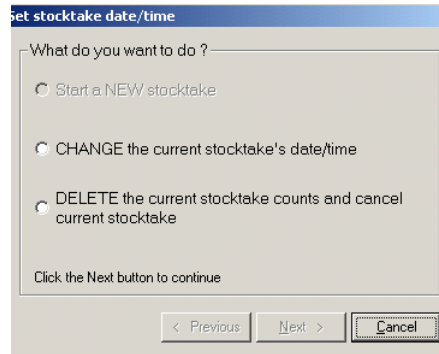 Set stocktake date/time
What do you want to do ?
Start a NEW stocktake
CHANGE the current stocktake's date/time
DELETE the current stocktake counts and cancel
current stocktake
Click the Next button to continue
< Previous
Next >
Cancel